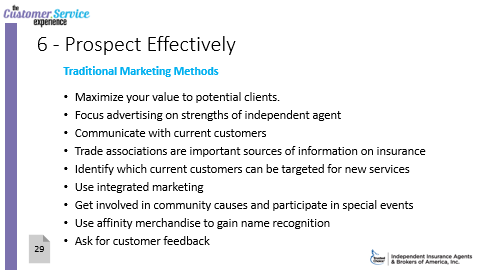 the
Customer Service
experience
6 - Prospect Effectively
Traditional Marketing Methods
• Maximize your value to potential clients.
• Focus advertising on strengths of independent agent
• Communicate with current customers
• Trade associations are important sources of information on insurance
• Identify which current customers can be targeted for new services
• Use integrated marketing
• Get involved in community causes and participate in special events
• Use affinity merchandise to gain name recognition
• Ask for customer feedback
29
Independent Insurance Agents
& Brokers of America, Inc.